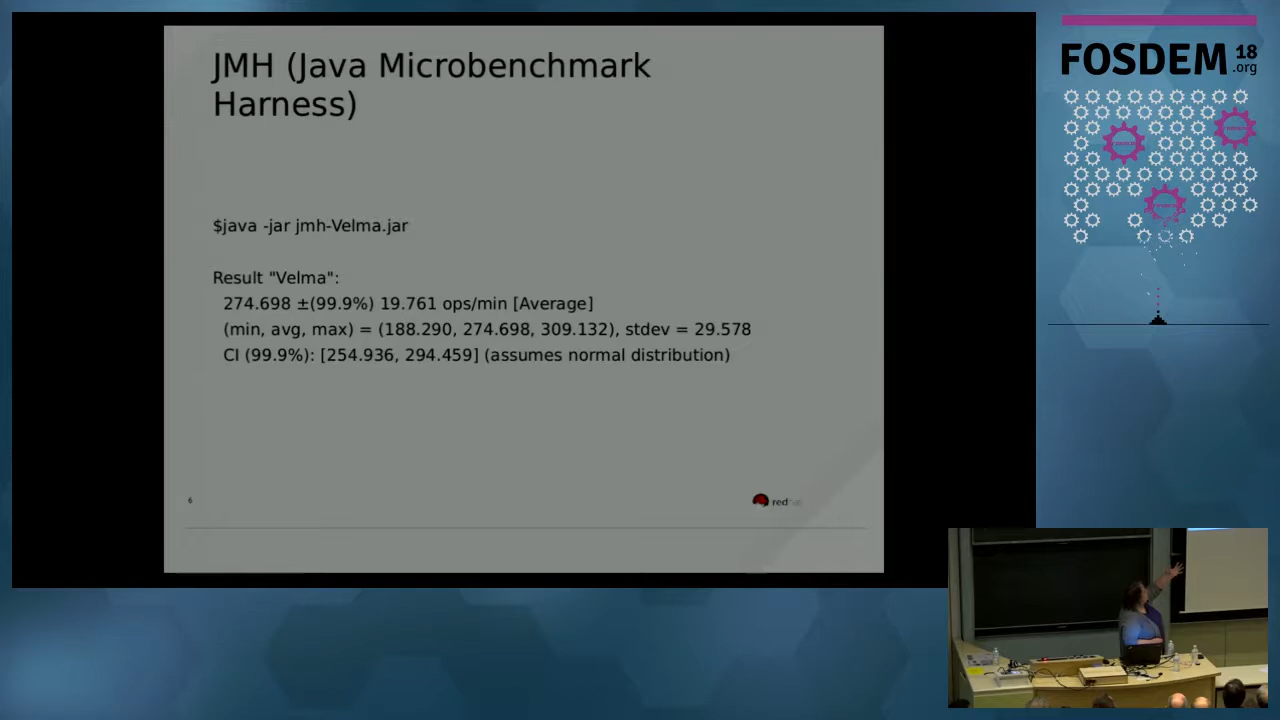 JMH (Java Microbenchmark
Harness)
$java -jar jmh-Velma.jar
Result "Velma":
274.698 ±(99.9%) 19.761 ops/min [Average]
(min, avg, max) = (188.290, 274.698, 309.132), stdev = 29.578
CI (99.9%): [254.936, 294.459] (assumes normal distribution)
6
redhat
FOSDEM 18
.org